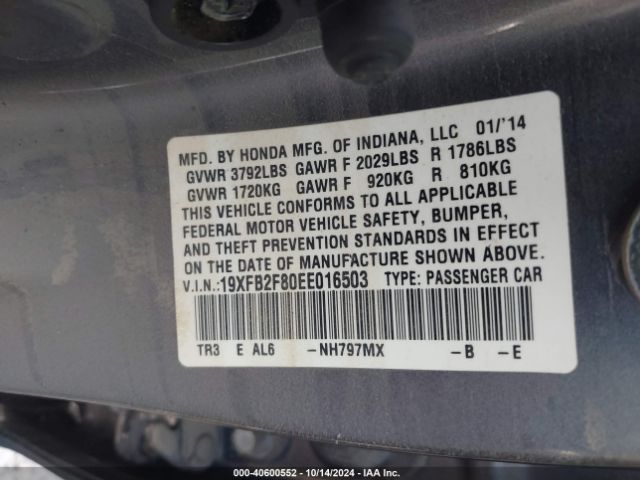 MFD. BY HONDA MFG. OF INDIANA, LLC 01/'14
GVWR 3792LBS GAWR F 2029LBS R 1786LBS
GVWR 1720KG GAWR F 920KG R 810KG
THIS VEHICLE CONFORMS TO ALL APPLICABLE
FEDERAL MOTOR VEHICLE SAFETY, BUMPER,
AND THEFT PREVENTION STANDARDS IN EFFECT
ON THE DATE OF MANUFACTURE SHOWN ABOVE.
V.I.N.:19XFB2F80EE016503 TYPE: PASSENGER CAR
TR3 E AL6 -NH797MX -B -E
000-40600552 | 10/14/2024 | IAA Inc.